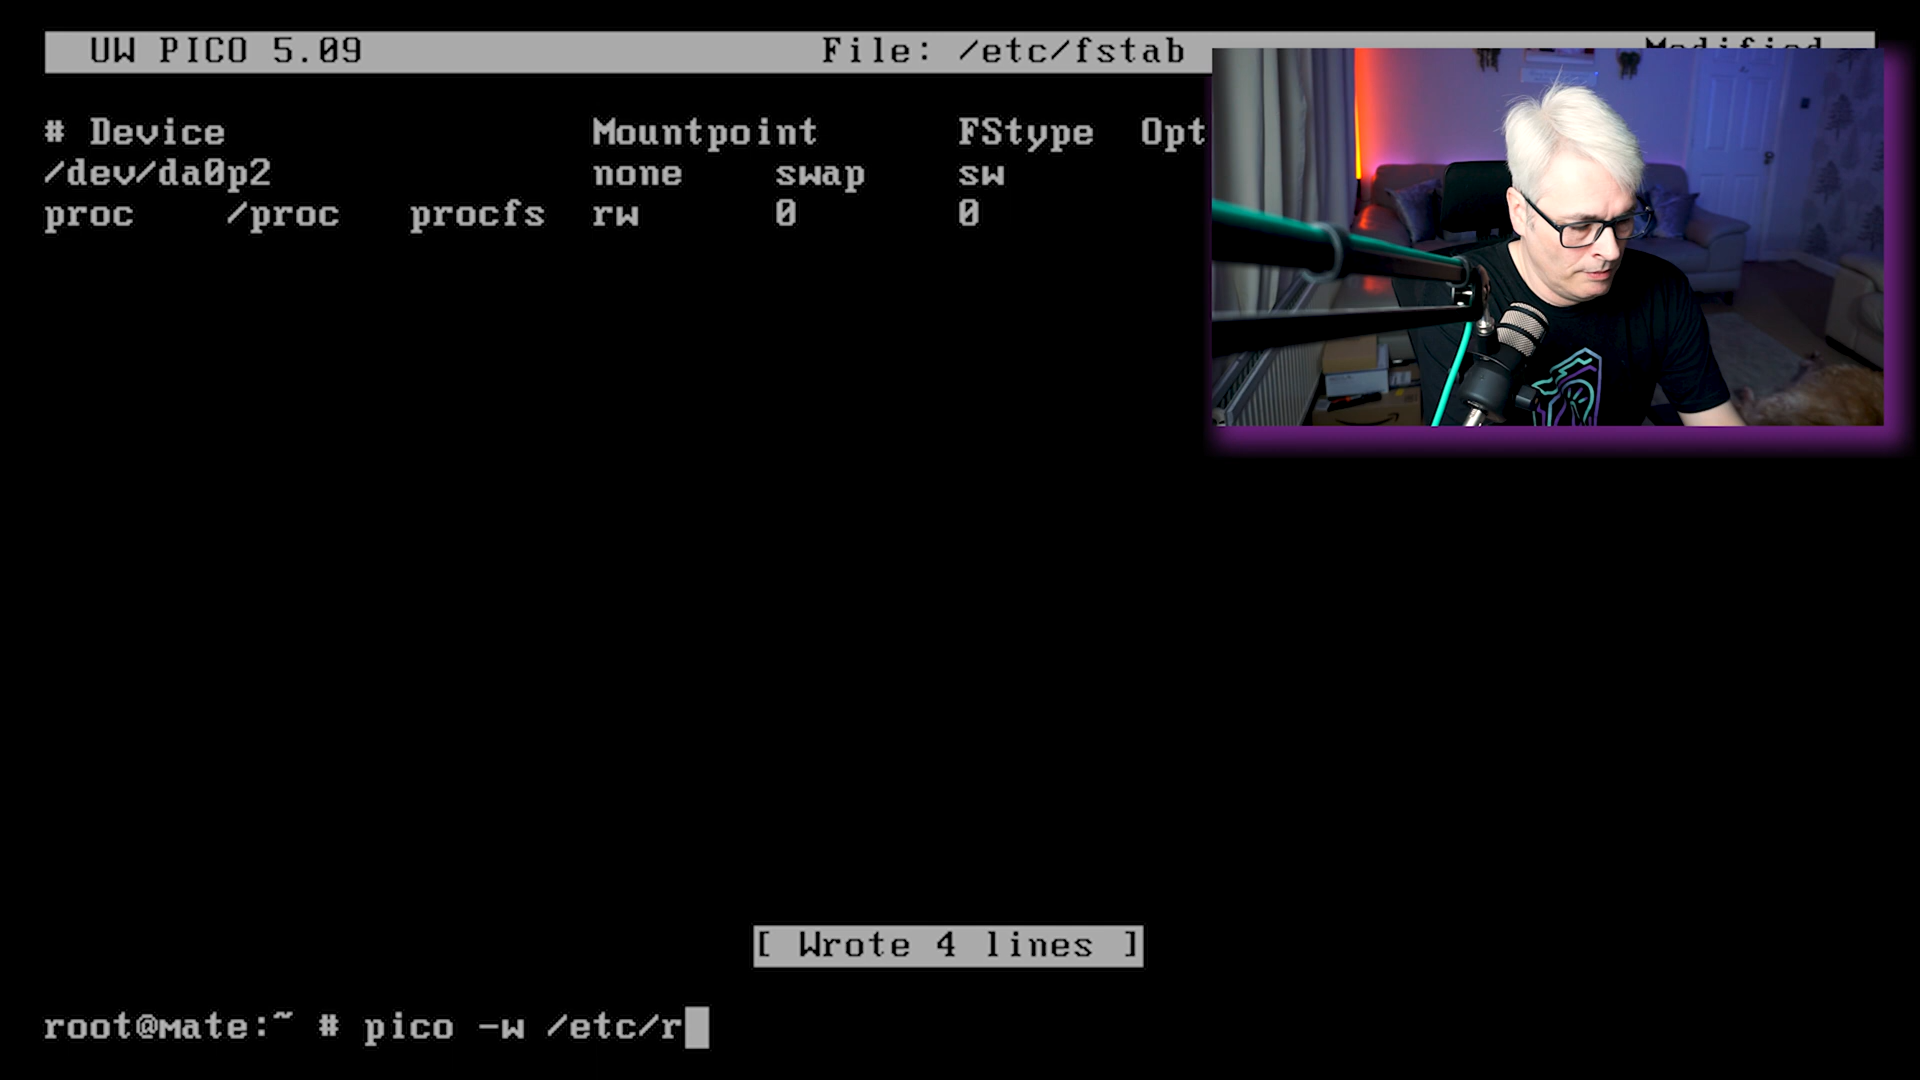 UW PICO 5.09 File: /etc/fstab Modified
# Device Mountpoint FStype Opt
/dev/da0p2 none swap sw
proc /proc procfs rw 0 0
[ Wrote 4 lines ]
root@mate:~ # pico -w /etc/r